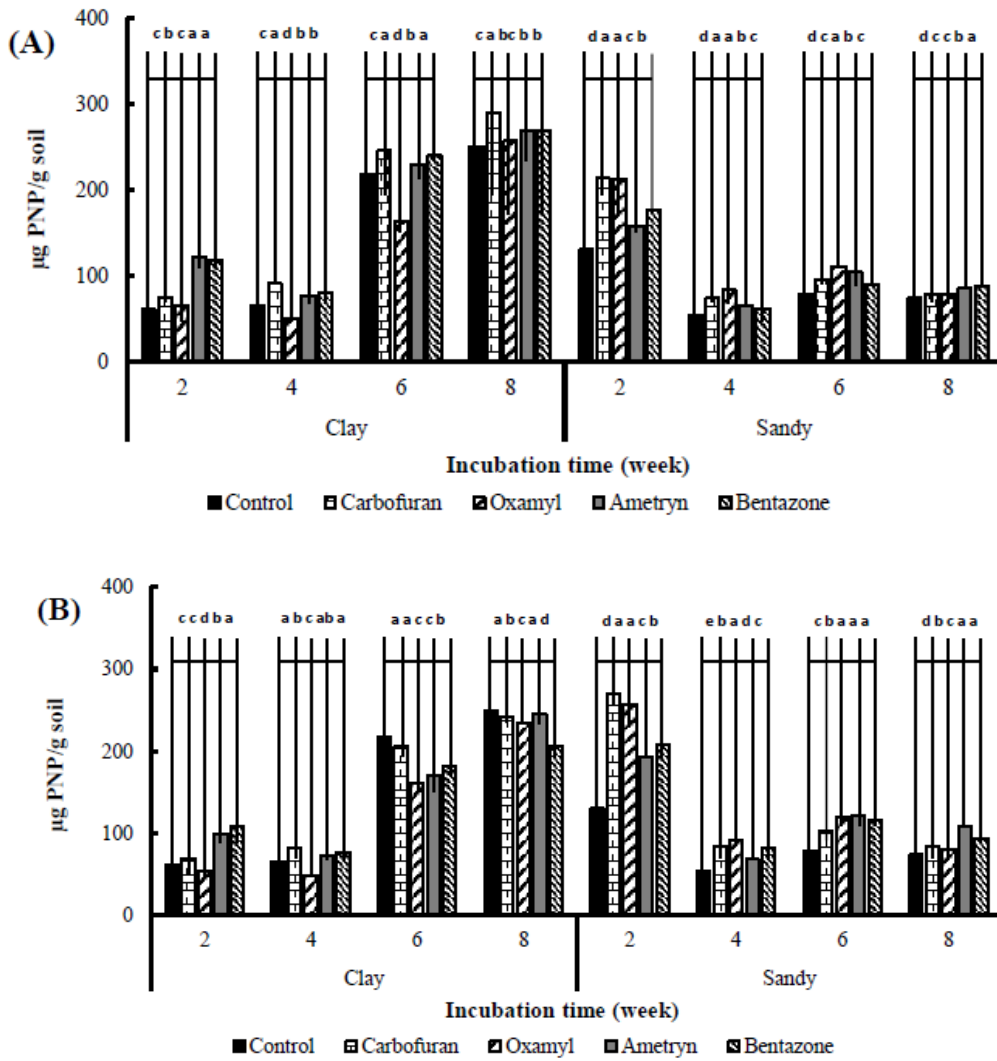 (A)
400
300
200
100
0
µg PNP/g soil
c b c a a
c a d b b
c a d b a
c a bc b b
d a a c b
d a a b c
d c a b c
d c c b a
2 4 6 8 2 4 6 8
Clay Sandy
Incubation time (week)
Control Carbofuran Oxamyl Ametryn Bentazone
(B)
400
300
200
100
0
µg PNP/g soil
c c d b a
a b c ab a
a a c c b
a b c a d
d a a c b
e b a d c
c b a a a
d b c a a
2 4 6 8 2 4 6 8
Clay Sandy
Incubation time (week)
Control Carbofuran Oxamyl Ametryn Bentazone